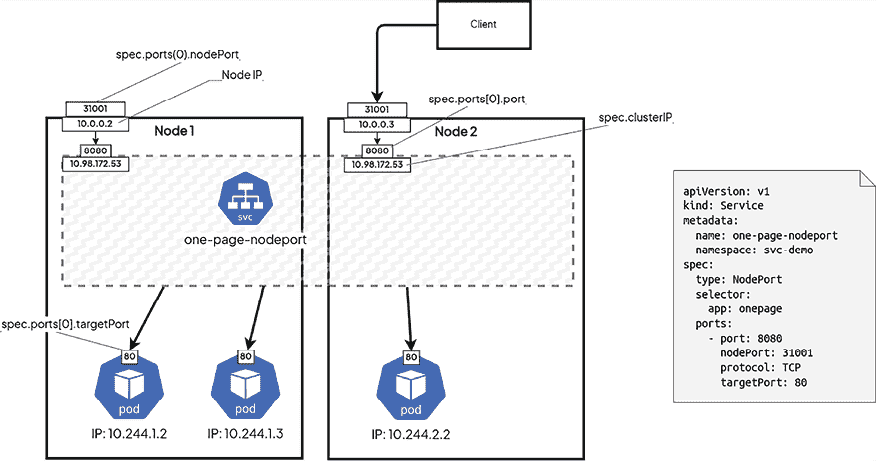 Client
spec.ports(0).nodePort
Node IP
31001
10.0.0.2
Node 1
8080
10.98.172.53
31001
10.0.0.3
Node 2
spec.ports[0].port
8080
10.98.172.53
spec.clusterIP
svc
one-page-nodeport
spec.ports[0].targetPort
80
80
80
pod
pod
pod
IP: 10.244.1.2
IP: 10.244.1.3
IP: 10.244.2.2
apiVersion: v1
kind: Service
metadata:
name: one-page-nodeport
namespace: svc-demo
spec:
type: NodePort
selector:
app: onepage
ports:
- port: 8080
nodePort: 31001
protocol: TCP
targetPort: 80